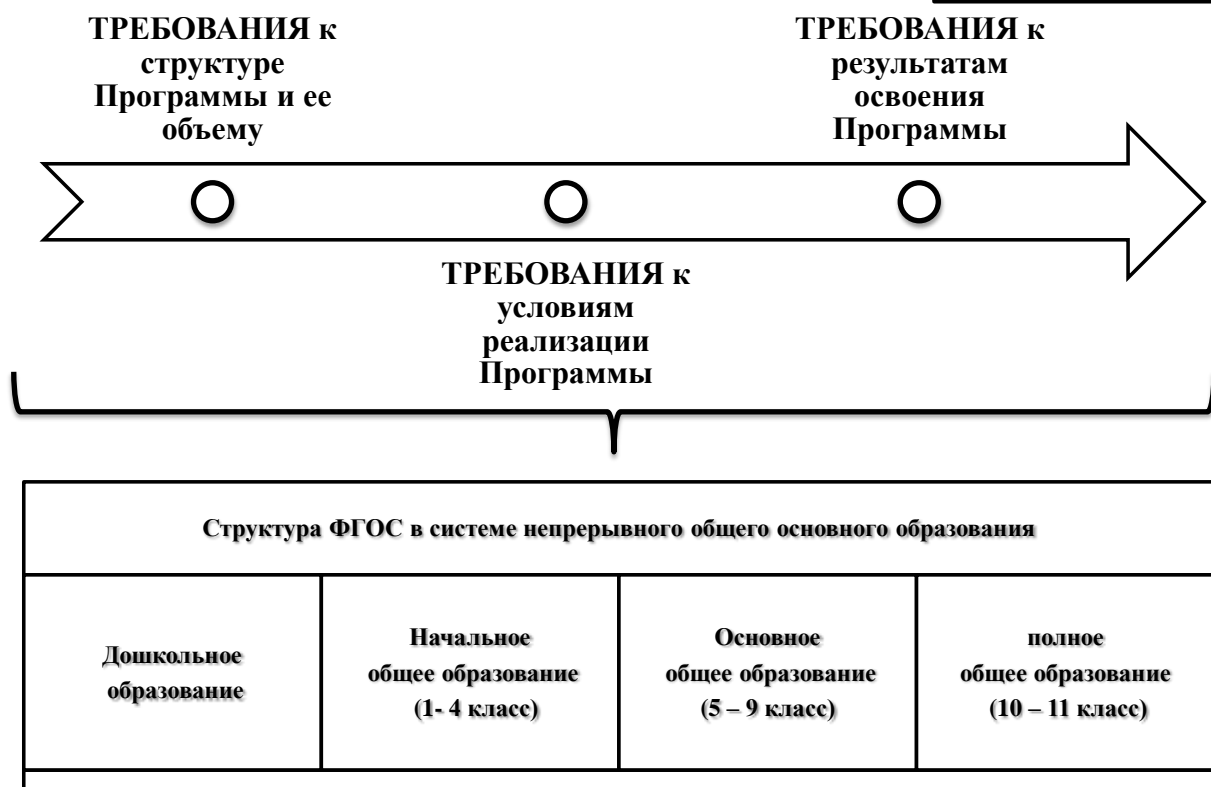 ТРЕБОВАНИЯ к
структуре
Программы и ее
объему
ТРЕБОВАНИЯ к
результатам
освоения
Программы
ТРЕБОВАНИЯ к
условиям
реализации
Программы
Структура ФГОС в системе непрерывного общего основного образования
Дошкольное
образование
Начальное
общее образование
(1- 4 класс)
Основное
общее образование
(5 – 9 класс)
полное
общее образование
(10 – 11 класс)